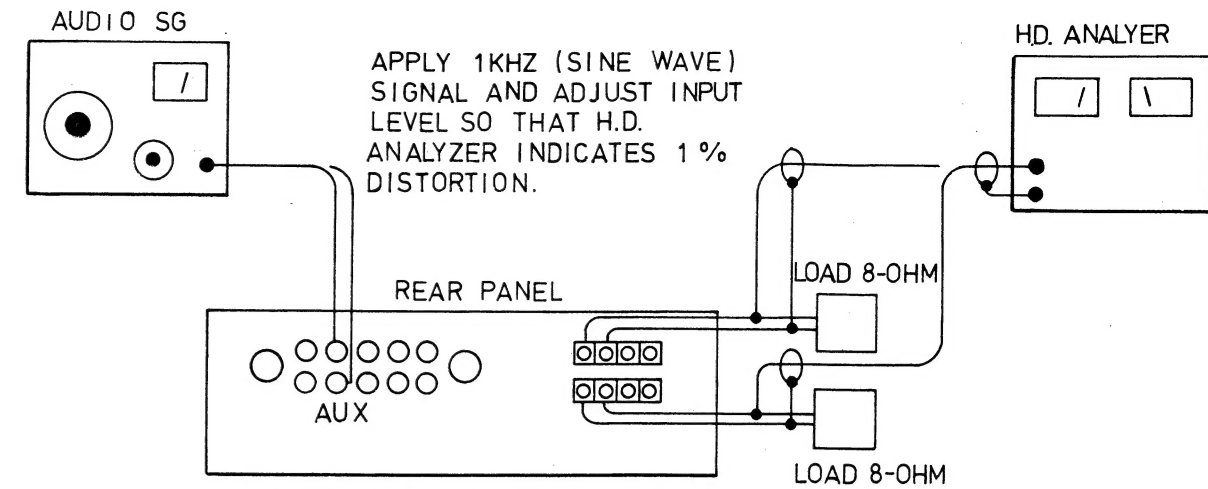 AUDIO SG
H.D. ANALYER
APPLY 1KHZ (SINE WAVE)
SIGNAL AND ADJUST INPUT
LEVEL SO THAT H.D.
ANALYZER INDICATES 1%
DISTORTION.
LOAD 8-OHM
REAR PANEL
AUX
LOAD 8-OHM